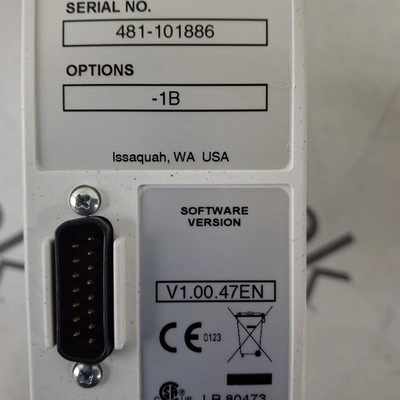 SERIAL NO.
481-101886
OPTIONS
-1B
Issaquah, WA USA
SOFTWARE
VERSION
V1.00.47EN
CE 0123
LR 80473